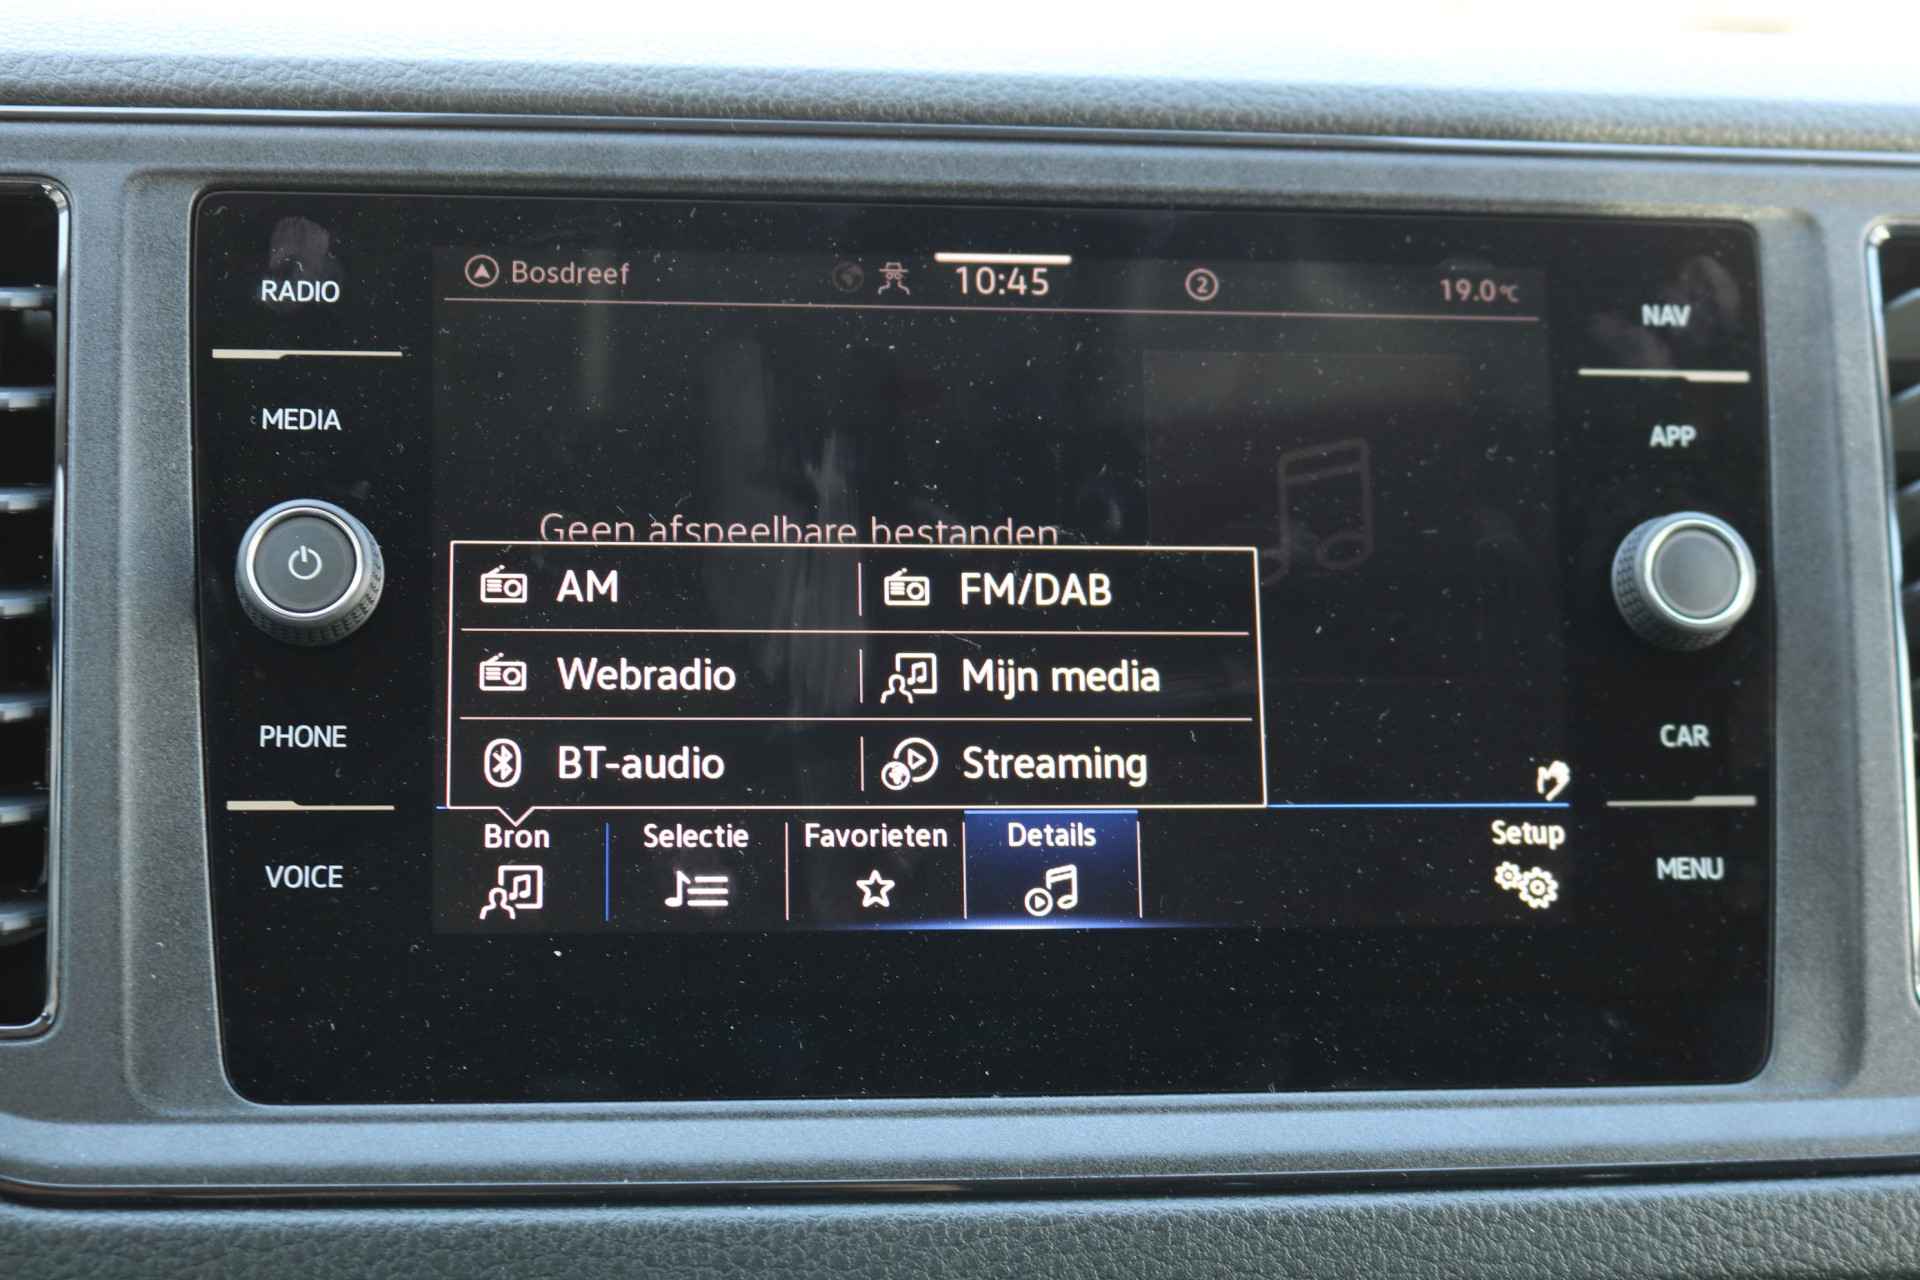 Bosdreef 10:45 2 19.0°C
RADIO
NAV
MEDIA
APP
Geen afspeelbare bestanden
AM FM/DAB
Webradio Mijn media
BT-audio Streaming
PHONE
CAR
Bron Selectie Favorieten Details Setup
VOICE
MENU